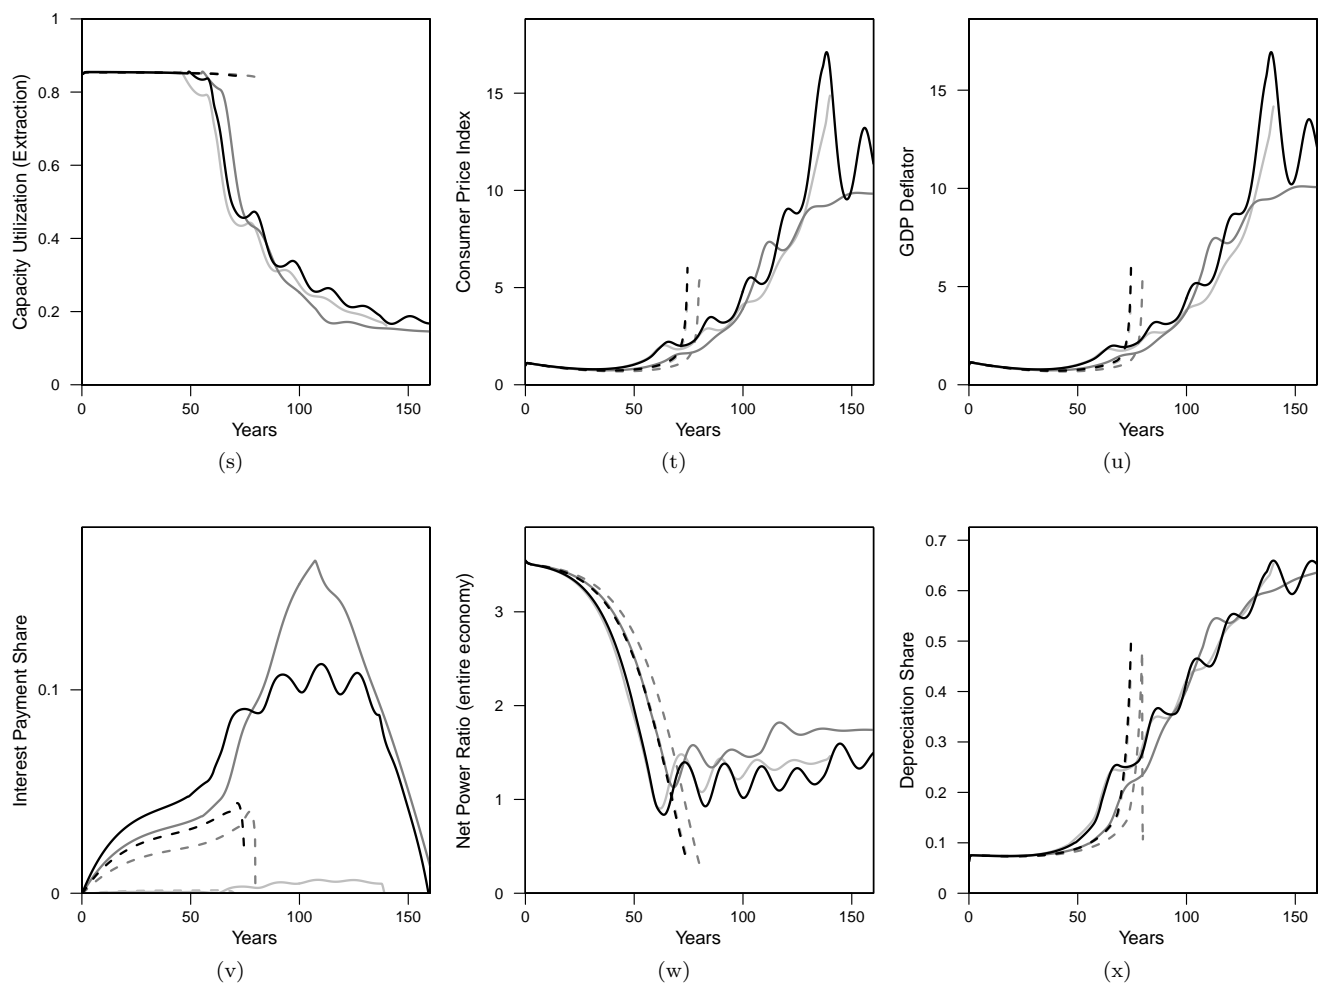 Capacity Utilization (Extraction)
1
0.8
0.6
0.4
0.2
0
0 50 100 150
Years
(s)
Consumer Price Index
15
10
5
0
0 50 100 150
Years
(t)
GDP Deflator
15
10
5
0
0 50 100 150
Years
(u)
Interest Payment Share
0.1
0
0 50 100 150
Years
(v)
Net Power Ratio (entire economy)
3
2
1
0
0 50 100 150
Years
(w)
Depreciation Share
0.7
0.6
0.5
0.4
0.3
0.2
0.1
0
0 50 100 150
Years
(x)